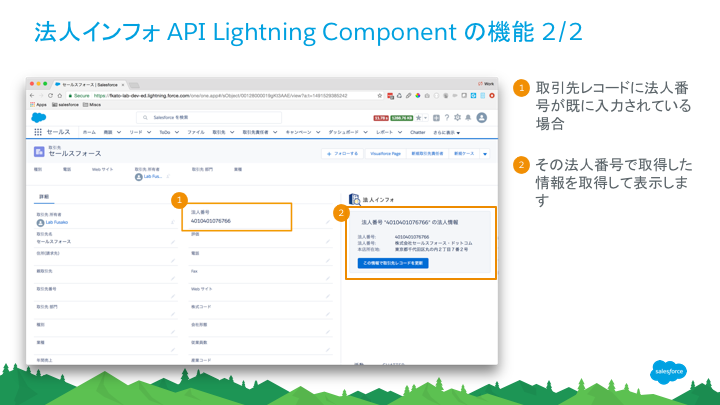 法人インフォ API Lightning Component の機能 2/2
セールスフォース | Salesforce
Work
Secure
https://fkato-lab-dev-ed.lightning.force.com/one/one.app#/sObject/
Apps salesforce Misco
Salesforce を検索
セールス ホーム 商談 リード ToDo ファイル 取引先 取引先責任者 キャンペーン ダッシュボード レポート Chatter さらに表示
取引先
セールスフォース
+ フォローする Visualforce Page 新規取引先責任者 新規ケース
種別 電話 Web サイト 取引先 所有者 取引先 部門 業種
Lab Fus...
詳細
取引先 所有者
取引先名
セールスフォース
住所(請求先)
親取引先
取引先番号
取引先 部門
種別
業種
年間売上
1
法人番号
4010401076766
評価
電話
Fax
Web サイト
株式コード
会社形態
従業員数
産業コード
2
法人インフォ
法人番号 "4010401076766" の法人情報
法人番号: 4010401076766
法人番号: 株式会社セールスフォース・ドットコム
本店所在地: 東京都千代田区丸の内2丁目7番2号
この情報で取引先レコードを更新
1 取引先レコードに法人番
号が既に入力されている
場合
2 その法人番号で取得した
情報を取得して表示しま
す
salesforce